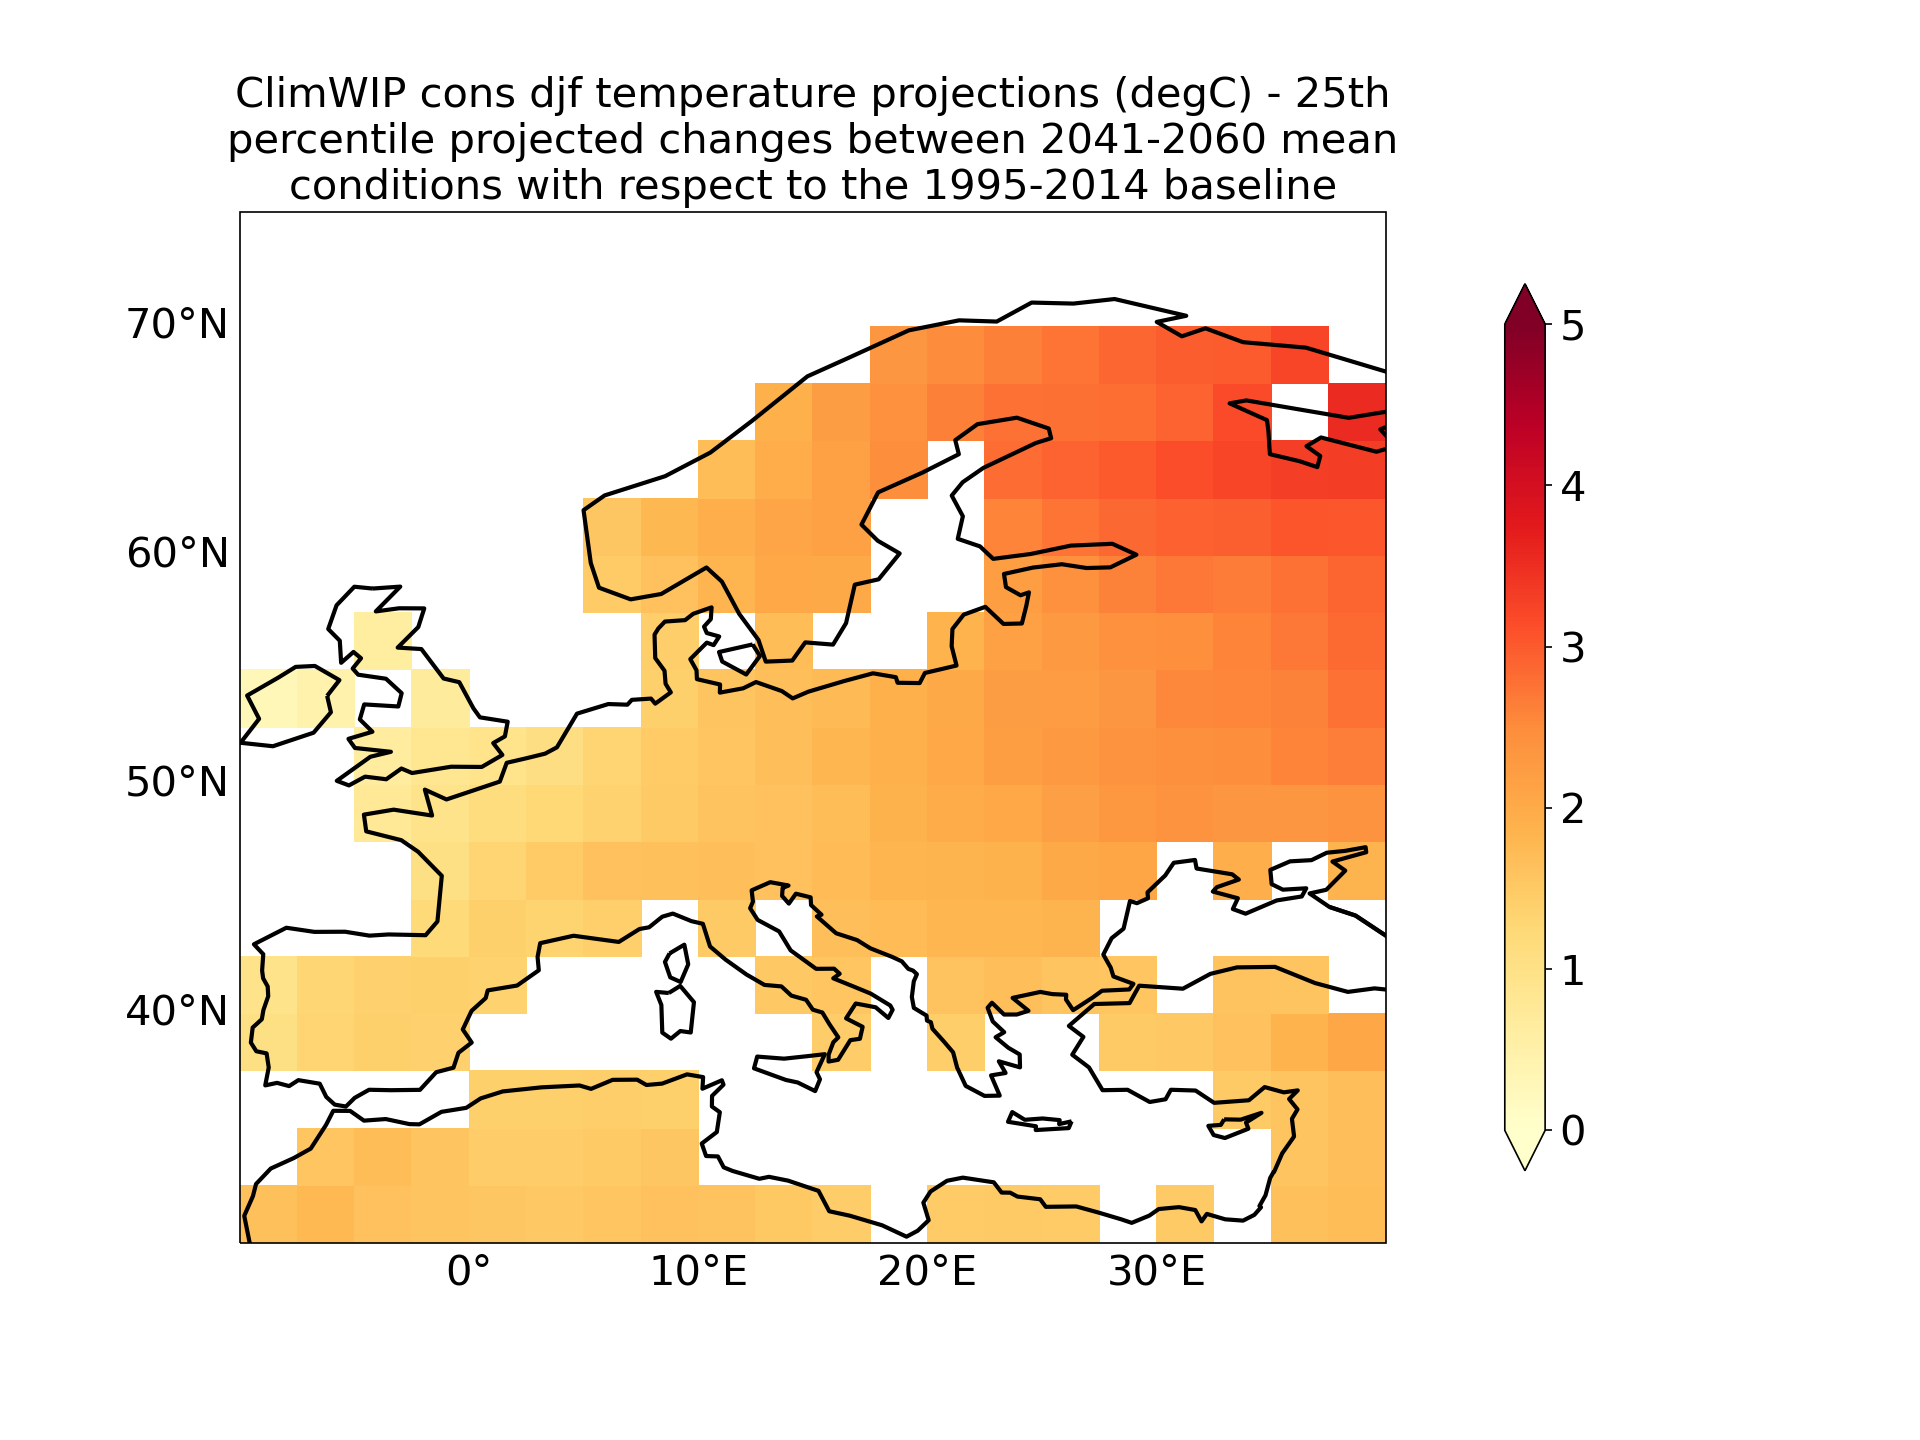 ClimWIP cons djf temperature projections (degC) - 25th
percentile projected changes between 2041-2060 mean
conditions with respect to the 1995-2014 baseline
70°N
60°N
50°N
40°N
0°
10°E
20°E
30°E
5
4
3
2
1
0